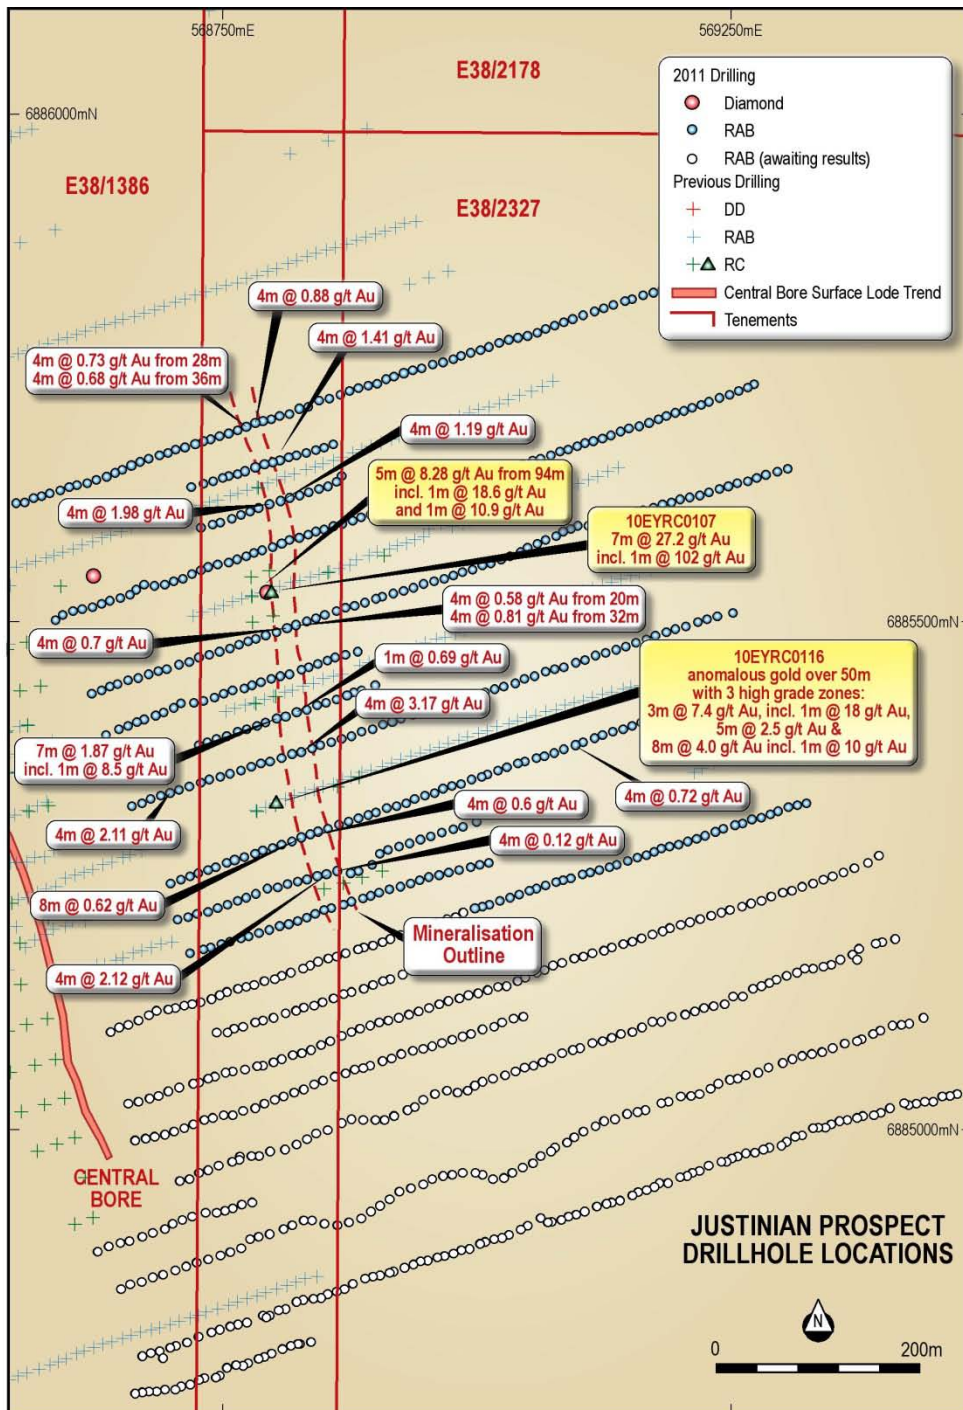 568750mE
569250mE
E38/2178
6886000mN
E38/1386
E38/2327
2011 Drilling
Diamond
RAB
RAB (awaiting results)
Previous Drilling
DD
RAB
RC
Central Bore Surface Lode Trend
Tenements
4m @ 0.88 g/t Au
4m @ 1.41 g/t Au
4m @ 0.73 g/t Au from 28m
4m @ 0.68 g/t Au from 36m
4m @ 1.19 g/t Au
5m @ 8.28 g/t Au from 94m
incl. 1m @ 18.6 g/t Au
and 1m @ 10.9 g/t Au
4m @ 1.98 g/t Au
10EYRC0107
7m @ 27.2 g/t Au
incl. 1m @ 102 g/t Au
4m @ 0.58 g/t Au from 20m
4m @ 0.81 g/t Au from 32m
6885500mN
4m @ 0.7 g/t Au
1m @ 0.69 g/t Au
10EYRC0116
anomalous gold over 50m
with 3 high grade zones:
3m @ 7.4 g/t Au, incl. 1m @ 18 g/t Au,
5m @ 2.5 g/t Au &
8m @ 4.0 g/t Au incl. 1m @ 10 g/t Au
4m @ 3.17 g/t Au
7m @ 1.87 g/t Au
incl. 1m @ 8.5 g/t Au
4m @ 0.72 g/t Au
4m @ 0.6 g/t Au
4m @ 2.11 g/t Au
4m @ 0.12 g/t Au
8m @ 0.62 g/t Au
Mineralisation
Outline
4m @ 2.12 g/t Au
6885000mN
CENTRAL
BORE
JUSTINIAN PROSPECT
DRILLHOLE LOCATIONS
N
0 200m